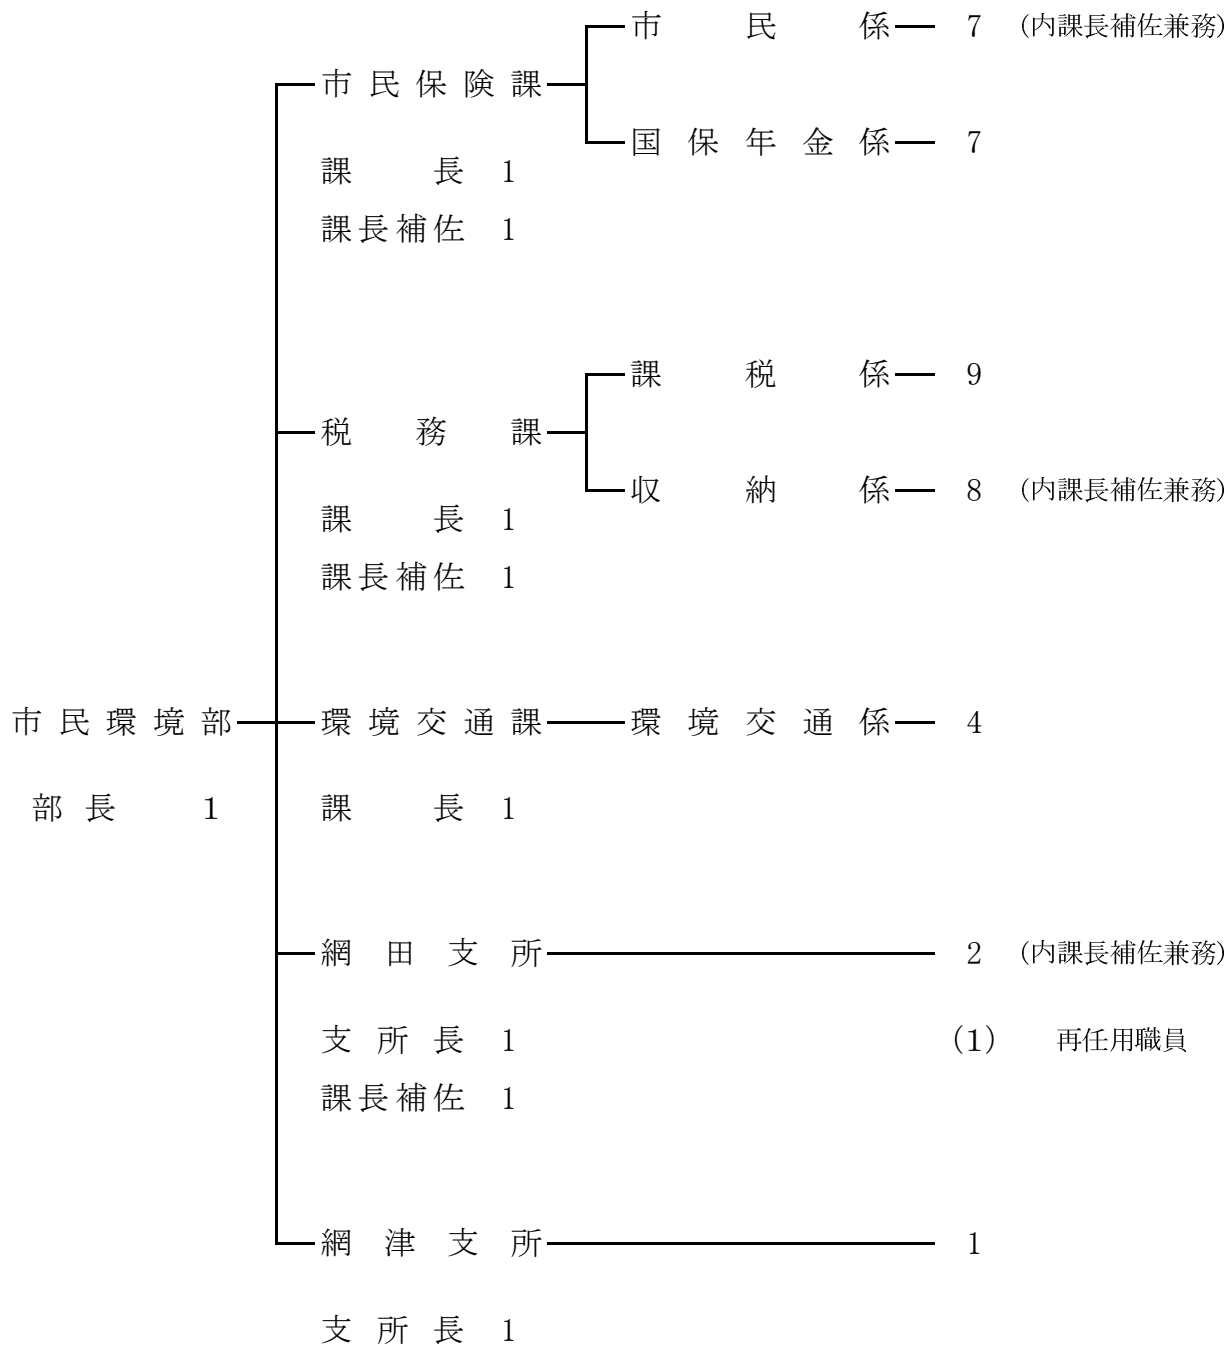 市民係 7 (内課長補佐兼務)
市民保険課
国保年金係 7
課長 1
課長補佐 1
課税係 9
税務課
収納係 8 (内課長補佐兼務)
課長 1
課長補佐 1
市民環境部 環境交通課 環境交通係 4
部長 1 課長 1
網田支所 2 (内課長補佐兼務)
支所長 1 (1) 再任用職員
課長補佐 1
網津支所 1
支所長 1